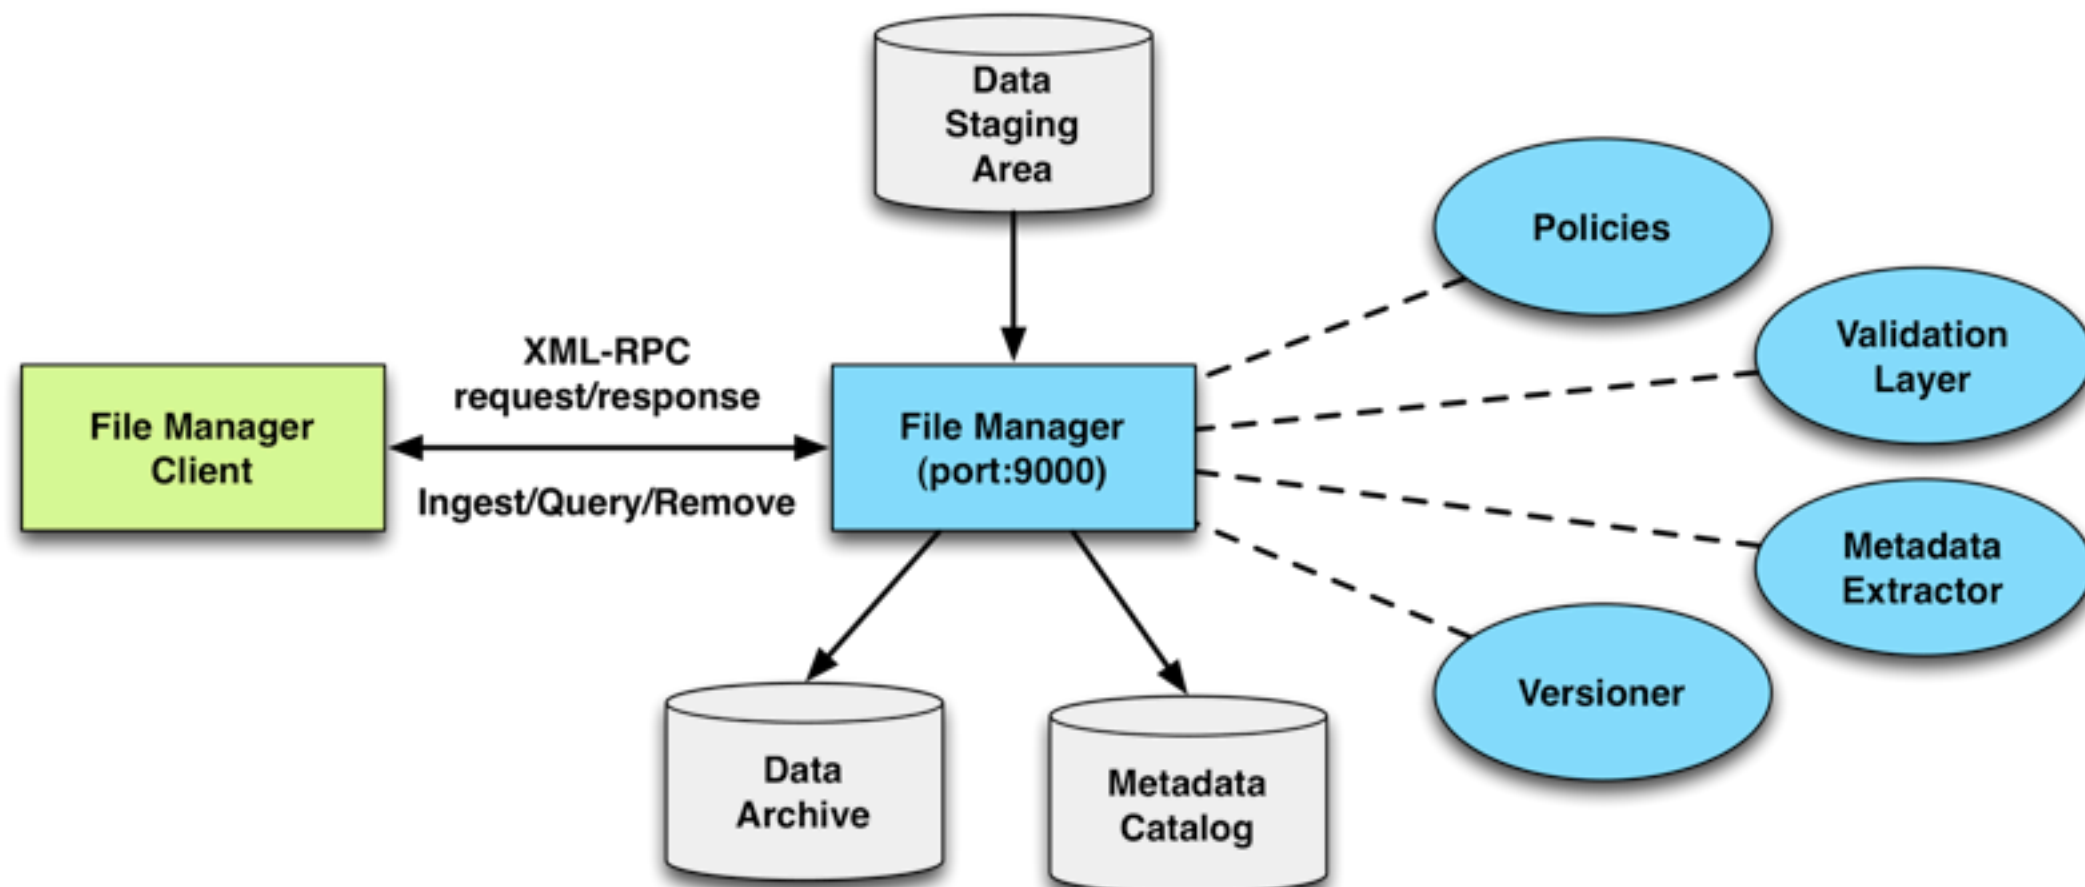 Data
Staging
Area
Policies
Validation
Layer
XML-RPC
request/response
File Manager
Client
File Manager
(port:9000)
Ingest/Query/Remove
Metadata
Extractor
Versioner
Data
Archive
Metadata
Catalog